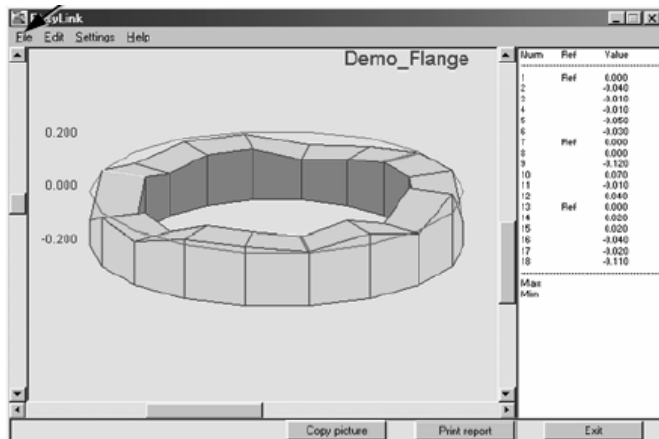 EasyLink
File Edit Settings Help
Demo_Flange
0.200
0.000
-0.200
Num Ref Value
1 Ref 0.000
2 -0.040
3 -0.010
4 -0.010
5 -0.050
6 -0.030
7 Ref 0.000
8 0.000
9 -0.120
10 0.070
11 -0.010
12 0.040
13 Ref 0.000
14 0.020
15 0.020
16 -0.040
17 -0.020
18 -0.110
Max
Min
Copy picture Print report Exit